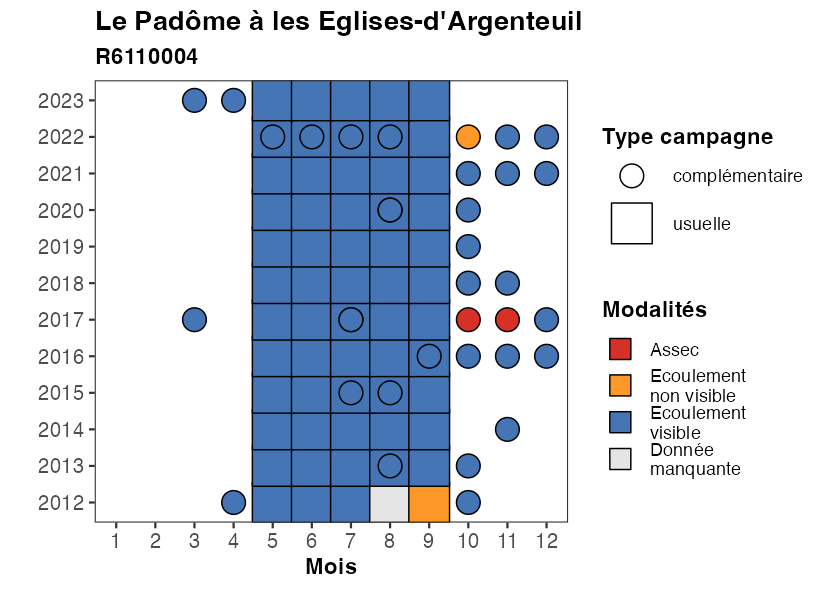 Le Padôme à les Eglises-d'Argenteuil
R6110004
2023
2022
2021
2020
2019
2018
2017
2016
2015
2014
2013
2012
1 2 3 4 5 6 7 8 9 10 11 12
Mois
Type campagne
complémentaire
usuelle
Modalités
Assec
Ecoulement
non visible
Ecoulement
visible
Donnée
manquante